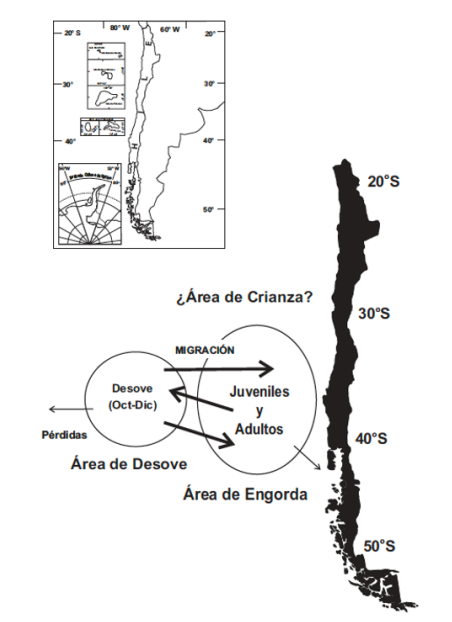 80° W
60° W
20° S
20°
30°
30°
40°
40°
50°
50°
C H I L E
20°S
¿Área de Crianza?
30°S
MIGRACIÓN
Desove
(Oct-Dic)
Juveniles
y
Adultos
Pérdidas
40°S
Área de Desove
Área de Engorda
50°S